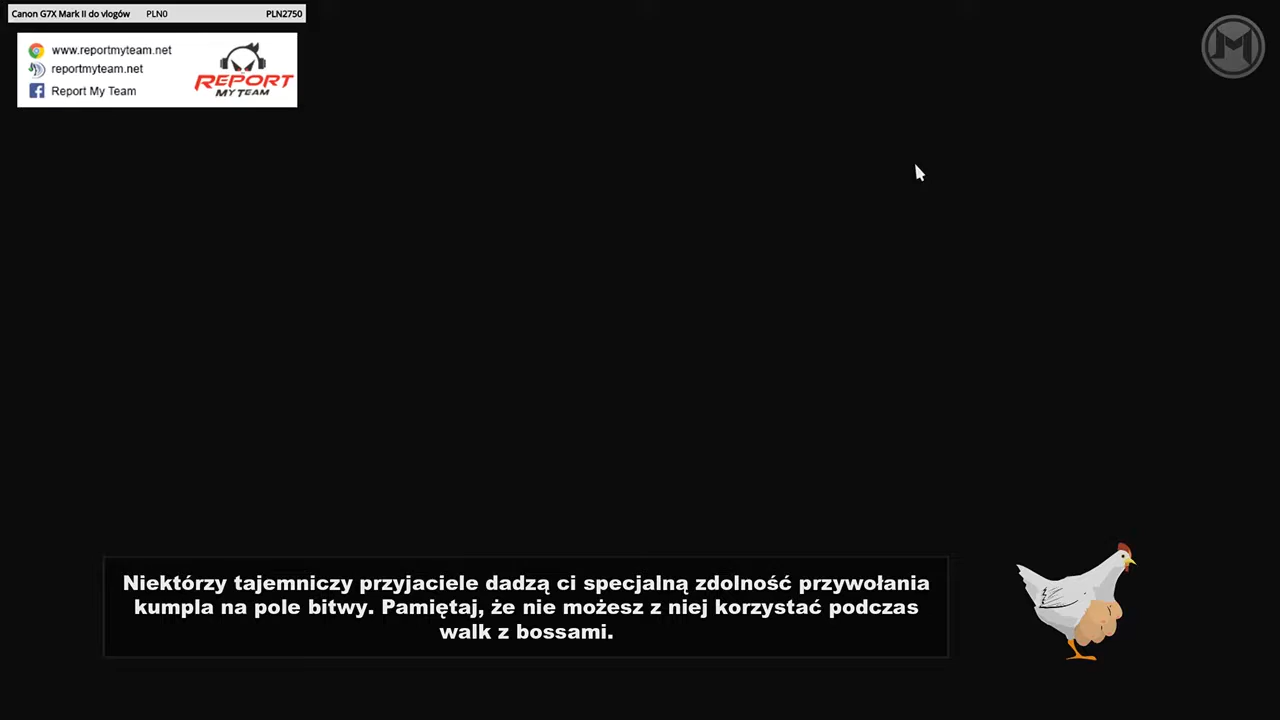 Canon G7X Mark II do vlogów PLN0 PLN2750
www.reportmyteam.net
reportmyteam.net
Report My Team
REPORT
MY TEAM
M
Niektórzy tajemniczy przyjaciele dadzą ci specjalną zdolność przywołania
kumpla na pole bitwy. Pamiętaj, że nie możesz z niej korzystać podczas
walk z bossami.